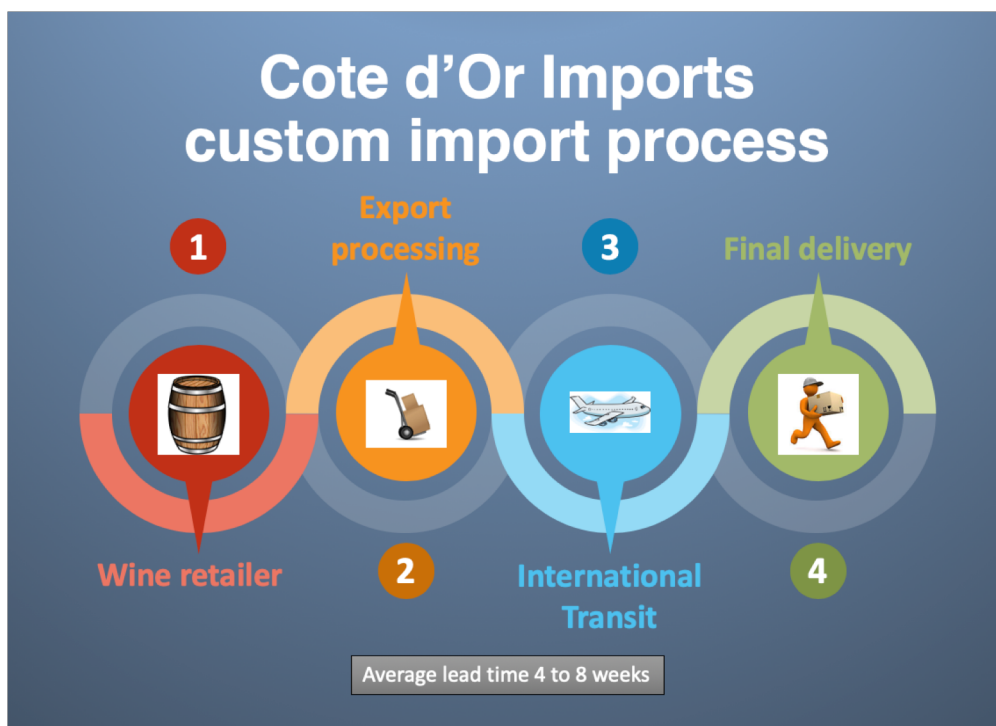 Cote d’Or Imports
custom import process
1
Wine retailer
Export
processing
2
3
International
Transit
Final delivery
4
Average lead time 4 to 8 weeks